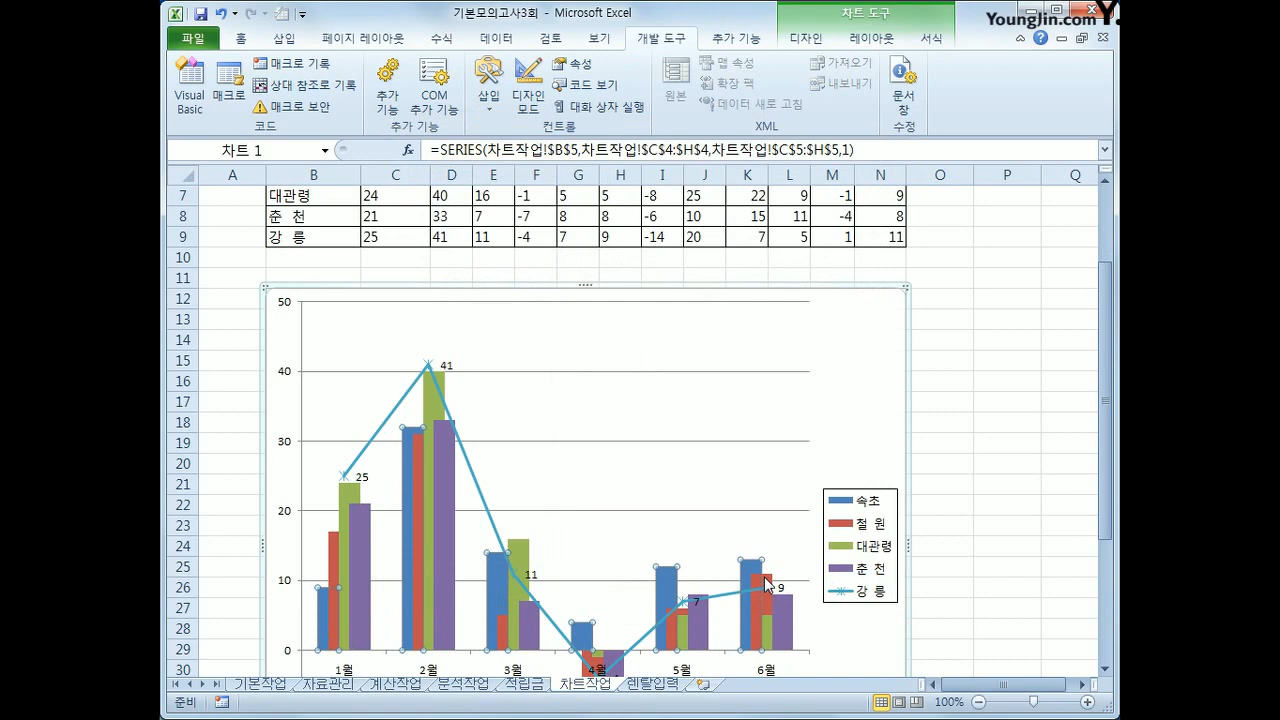 기본모의고사3회 - Microsoft Excel
차트 도구
YoungJin.com Y.
파일 홈 삽입 페이지 레이아웃 수식 데이터 검토 보기 개발 도구 추가 기능 디자인 레이아웃 서식
Visual Basic
매크로
매크로 기록
상대 참조로 기록
매크로 보안
코드
추가 기능
COM 추가 기능
추가 기능
삽입
디자인 모드
속성
코드 보기
대화 상자 실행
컨트롤
원본
맵 속성
확장 팩
데이터 새로 고침
가져오기
내보내기
XML
문서 창
수정
차트 1 fx =SERIES(차트작업!$B$5,차트작업!$C$4:$H$4,차트작업!$C$5:$H$5,1)
A B C D E F G H I J K L M N O P Q
7 대관령 24 40 16 -1 5 5 -8 25 22 9 -1 9
8 춘 천 21 33 7 -7 8 8 -6 10 15 11 -4 8
9 강 릉 25 41 11 -4 7 9 -14 20 7 5 1 11
10
11
12
13
14
15
16
17
18
19
20
21
22
23
24
25
26
27
28
29
30
50
40
30
20
10
0
41
25
11
7
9
1월 2월 3월 4월 5월 6월
속초
철 원
대관령
춘 천
강 릉
기본작업 자료관리 계산작업 분석작업 적립금 차트작업 렌탈입력
준비 100%